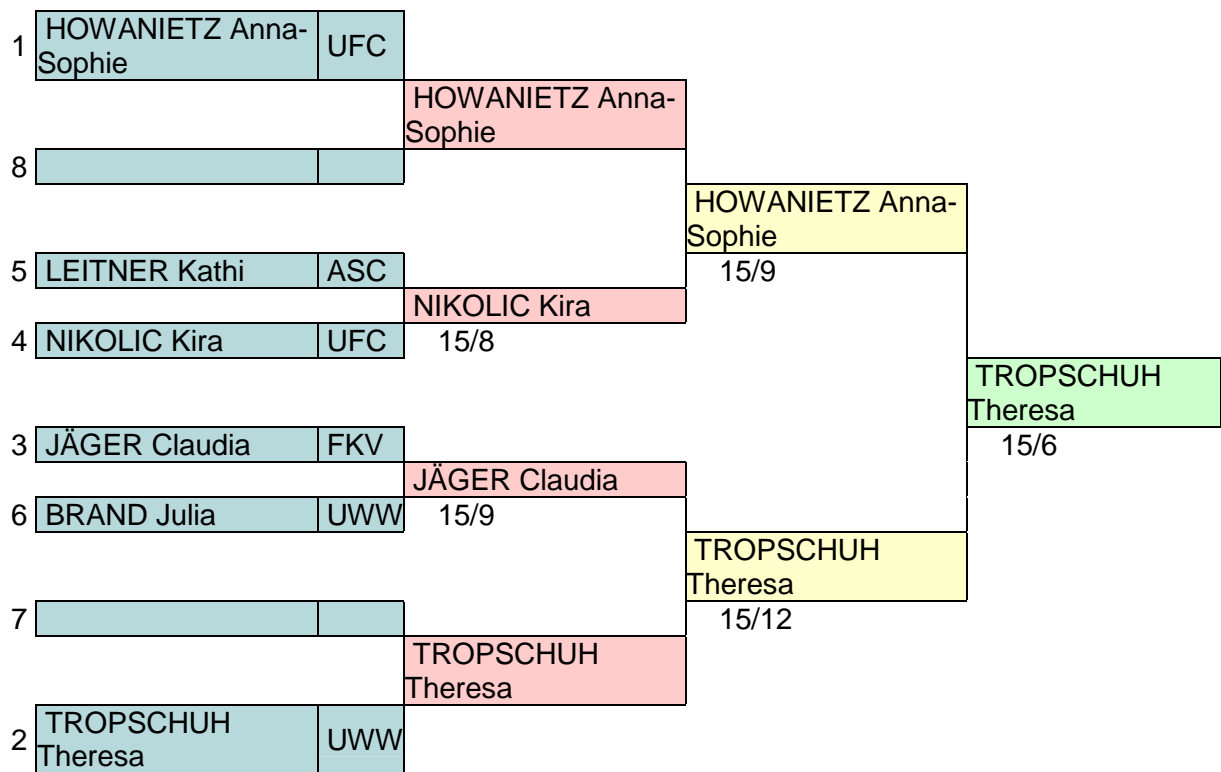 1 HOWANIETZ Anna-Sophie UFC
HOWANIETZ Anna-Sophie
8
HOWANIETZ Anna-Sophie
5 LEITNER Kathi ASC 15/9
NIKOLIC Kira
4 NIKOLIC Kira UFC 15/8
TROPSCHUH Theresa
3 JÄGER Claudia FKV 15/6
JÄGER Claudia
6 BRAND Julia UWW 15/9
TROPSCHUH Theresa
7 15/12
TROPSCHUH Theresa
2 TROPSCHUH Theresa UWW